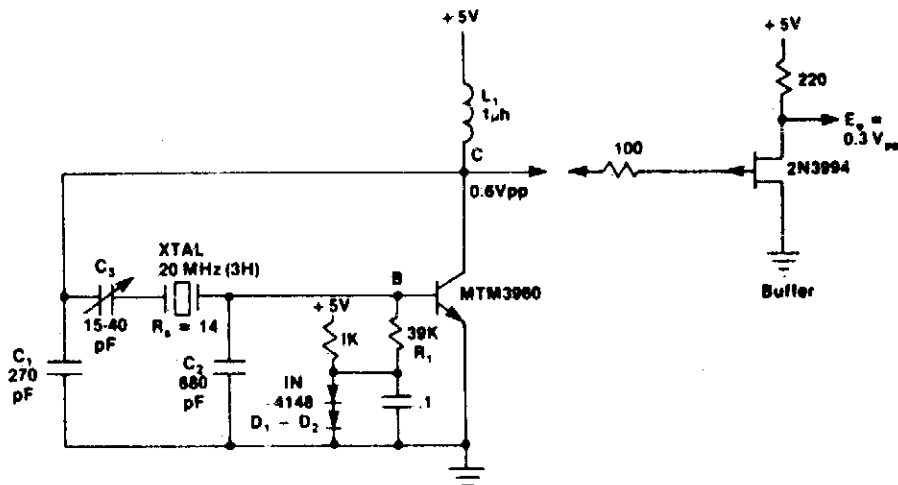 + 5V
L1
1μh
C
0.6Vpp
100
+ 5V
220
Eo =
0.3 Vpp
2N3994
Buffer
XTAL
20 MHz (3H)
C3
15-40
pF
Rs = 14
B
MTM3960
+ 5V
1K
39K
R1
C1
270
pF
C2
680
pF
IN
4148
D1 - D2
.1